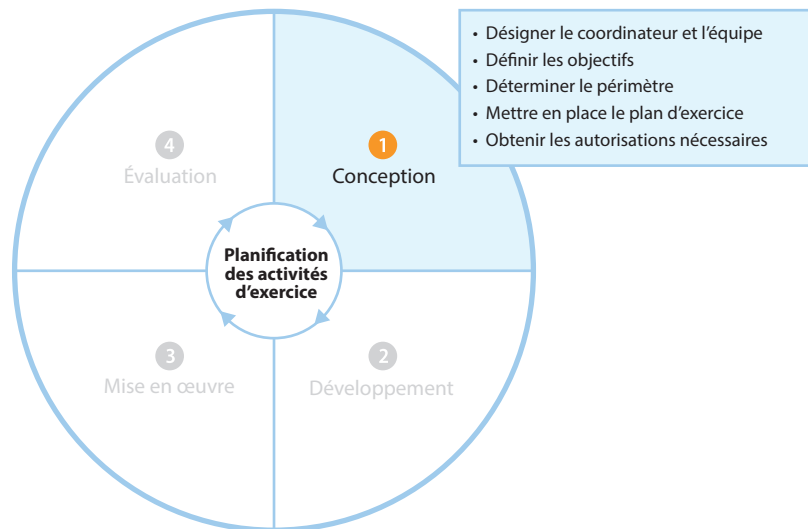 • Désigner le coordinateur et l'équipe
• Définir les objectifs
• Déterminer le périmètre
• Mettre en place le plan d'exercice
• Obtenir les autorisations nécessaires
4
Évaluation
1
Conception
Planification
des activités
d'exercice
3
Mise en œuvre
2
Développement